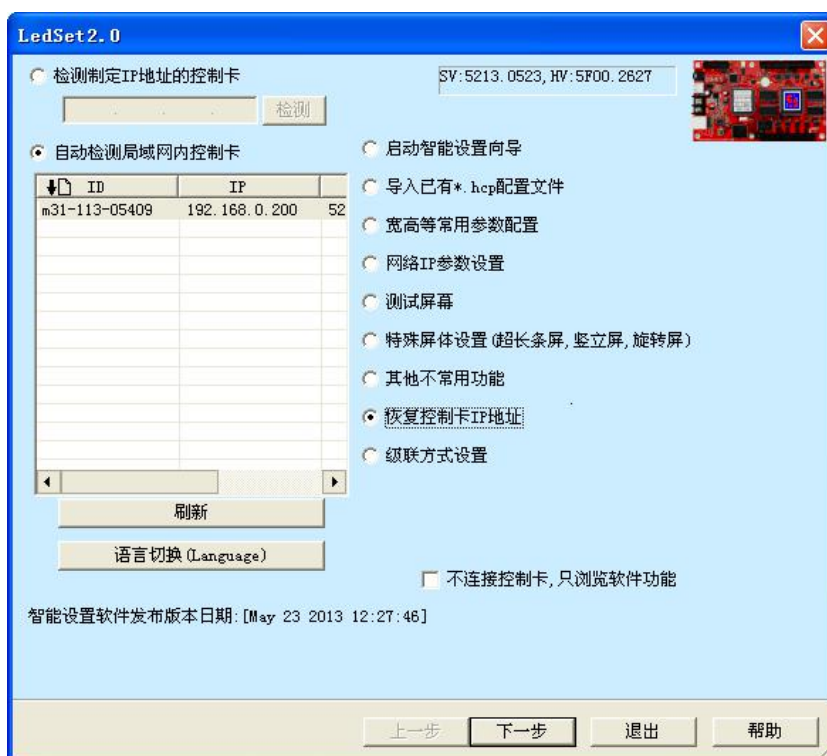 LedSet2.0
检测制定IP地址的控制卡
SV:5213.0523,HV:5F00.2627
检测
自动检测局域网内控制卡
ID IP
m31-113-05409 192.168.0.200 52
启动智能设置向导
导入已有*.hcp配置文件
宽高等常用参数配置
网络IP参数设置
测试屏幕
特殊屏体设置(超长条屏,竖立屏,旋转屏)
其他不常用功能
恢复控制卡IP地址
级联方式设置
刷新
语言切换(Language)
不连接控制卡,只浏览软件功能
智能设置软件发布版本日期:[May 23 2013 12:27:46]
上一步 下一步 退出 帮助